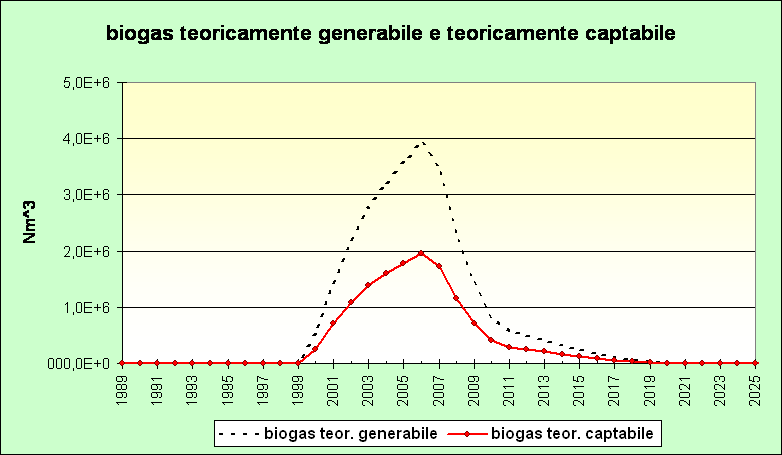 biogas teoricamente generabile e teoricamente captabile
5,0E+6
4,0E+6
3,0E+6
2,0E+6
1,0E+6
000,0E+0
Nm^3
1989
1991
1993
1995
1997
1999
2001
2003
2005
2007
2009
2011
2013
2015
2017
2019
2021
2023
2025
biogas teor. generabile
biogas teor. captabile